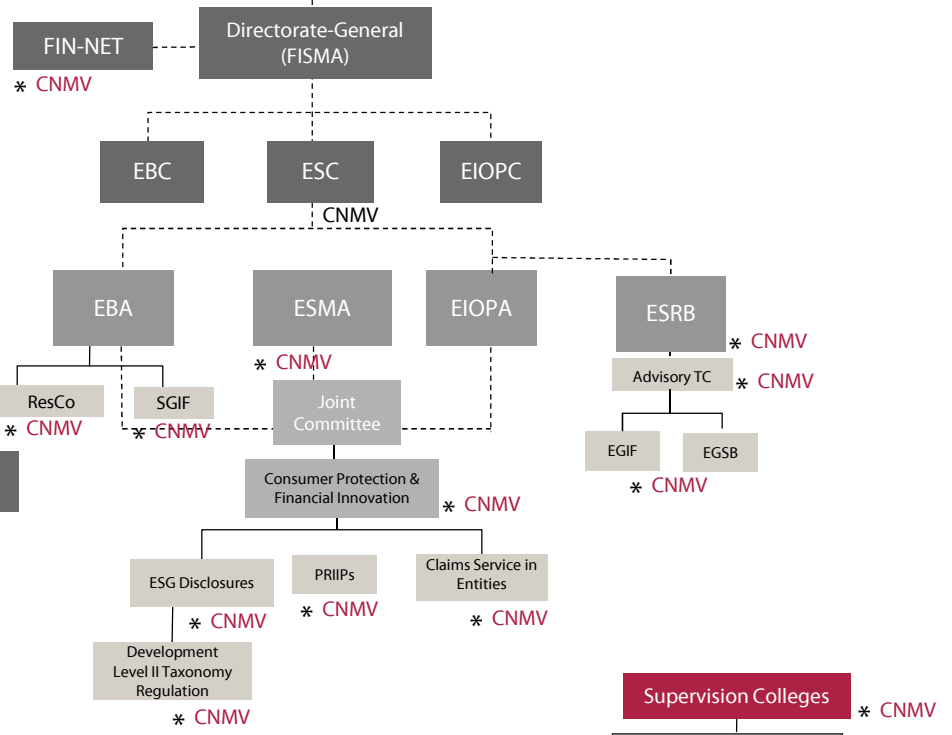 FIN-NET
* CNMV
Directorate-General
(FISMA)
EBC
ESC
EIOPC
CNMV
EBA
ESMA
EIOPA
ESRB
* CNMV
* CNMV
Advisory TC
* CNMV
ResCo
* CNMV
SGIF
* CNMV
Joint
Committee
EGIF
EGSB
* CNMV
Consumer Protection &
Financial Innovation
* CNMV
ESG Disclosures
* CNMV
PRIIPs
* CNMV
Claims Service in
Entities
* CNMV
Development
Level II Taxonomy
Regulation
* CNMV
Supervision Colleges
* CNMV